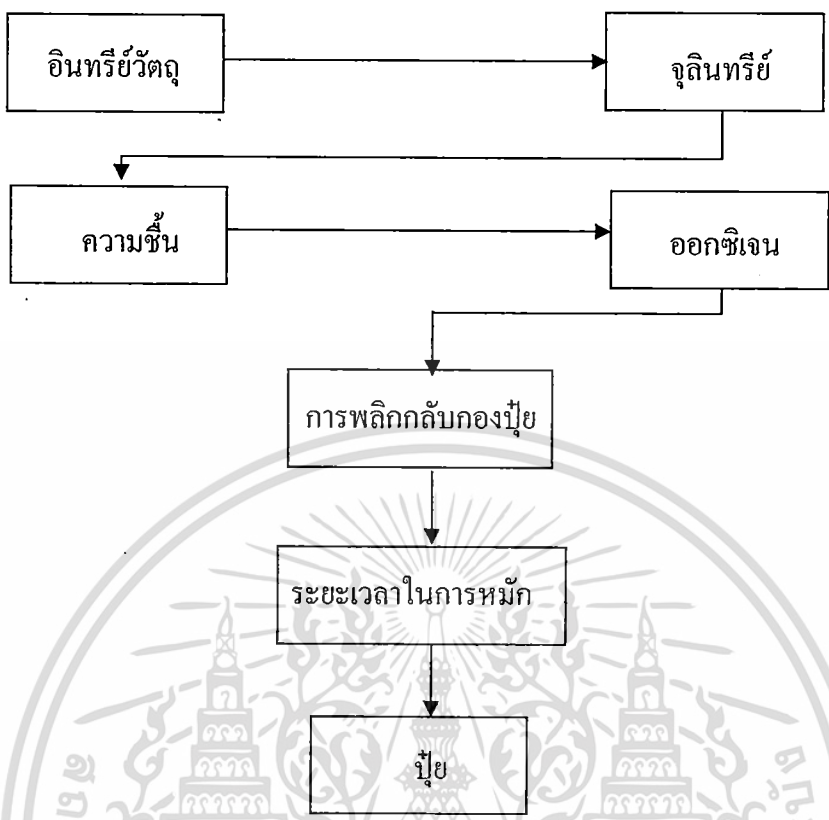 อินทรีย์วัตถุ
จุลินทรีย์
ความชื้น
ออกซิเจน
การพลิกกลับกองปุ๋ย
ระยะเวลาในการหมัก
ปุ๋ย